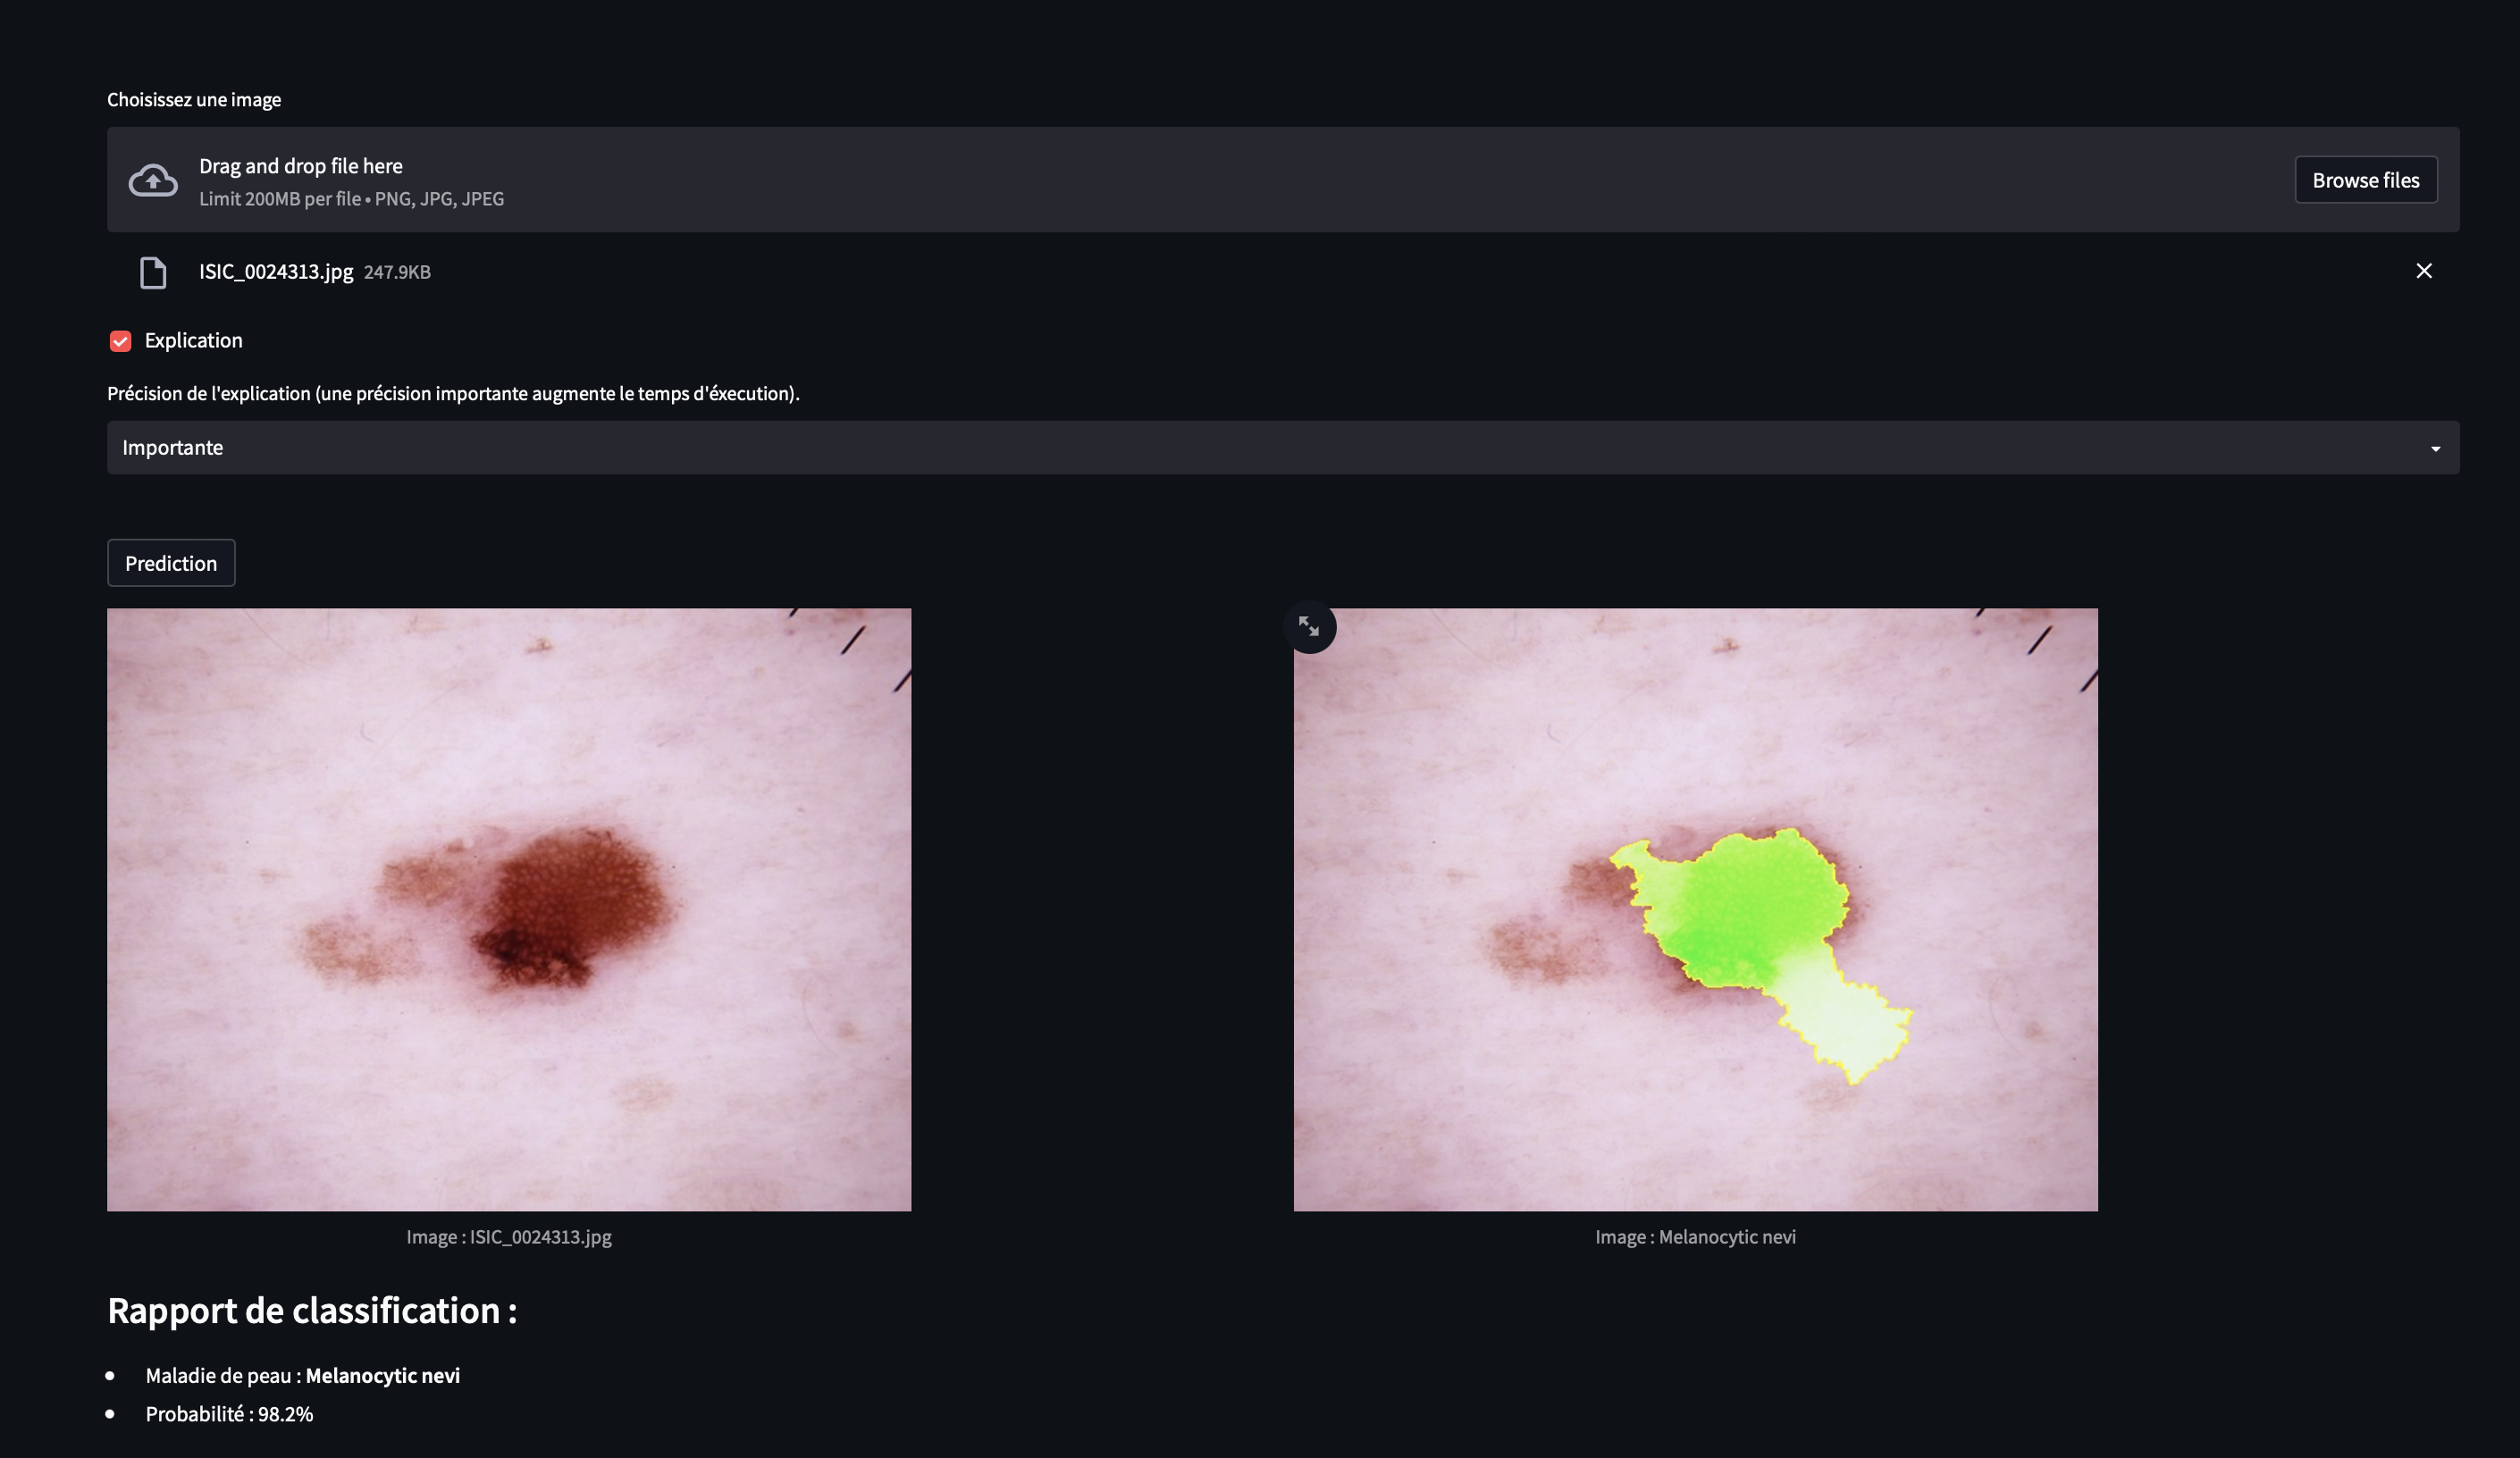 Choisissez une image
Drag and drop file here
Limit 200MB per file • PNG, JPG, JPEG
Browse files
ISIC_0024313.jpg 247.9KB
Explication
Précision de l'explication (une précision importante augmente le temps d'éxecution).
Importante
Prediction
Image : ISIC_0024313.jpg
Image : Melanocytic nevi
Rapport de classification :
Maladie de peau : Melanocytic nevi
Probabilité : 98.2%